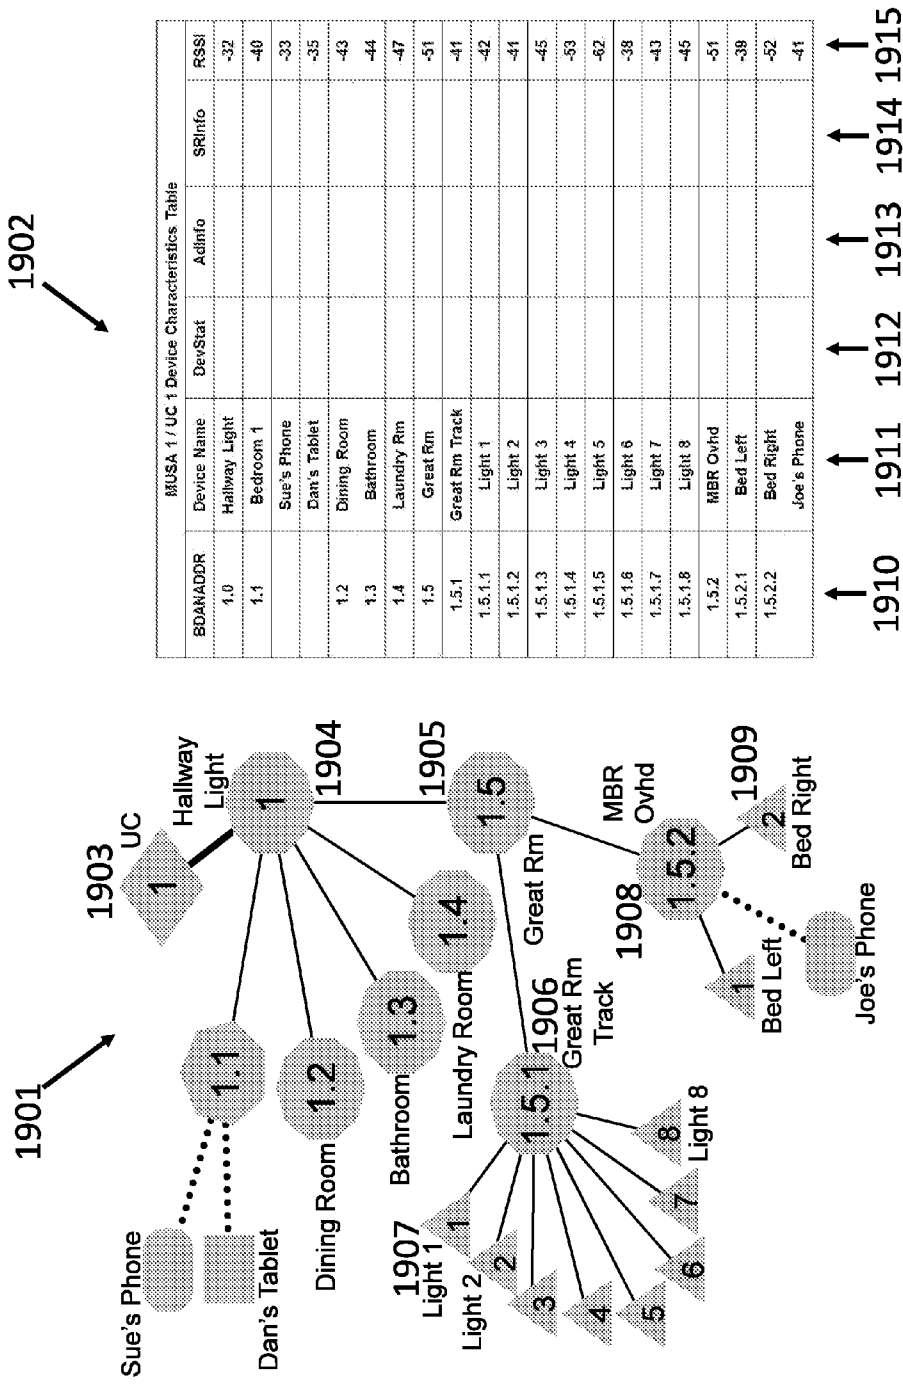 1901
1902
Sue's Phone
Dan's Tablet
1.1
1903
UC
1
Hallway
Light
1
1904
Dining Room
1.2
Bathroom
1.3
Laundry Room
1.4
1905
1.5
Great Rm
1907
Light 1
Light 2
1
2
3
4
5
6
7
8
Light 8
1.5.1
1906
Great Rm
Track
MBR
Ovhd
1908
1.5.2
1909
1
Bed Left
2
Bed Right
Joe's Phone
MUSA 1 / UC 1 Device Characteristics Table
BDANADDR Device Name DevStat AdInfo SRInfo RSSI
1.0 Hallway Light -32
1.1 Bedroom 1 -40
Sue's Phone -33
Dan's Tablet -35
1.2 Dining Room -43
1.3 Bathroom -44
1.4 Laundry Rm -47
1.5 Great Rm -51
1.5.1 Great Rm Track -41
1.5.1.1 Light 1 -42
1.5.1.2 Light 2 -41
1.5.1.3 Light 3 -45
1.5.1.4 Light 4 -53
1.5.1.5 Light 5 -62
1.5.1.6 Light 6 -38
1.5.1.7 Light 7 -43
1.5.1.8 Light 8 -45
1.5.2 MBR Ovhd -51
1.5.2.1 Bed Left -39
1.5.2.2 Bed Right -52
Joe's Phone -41
1910 1911 1912 1913 1914 1915